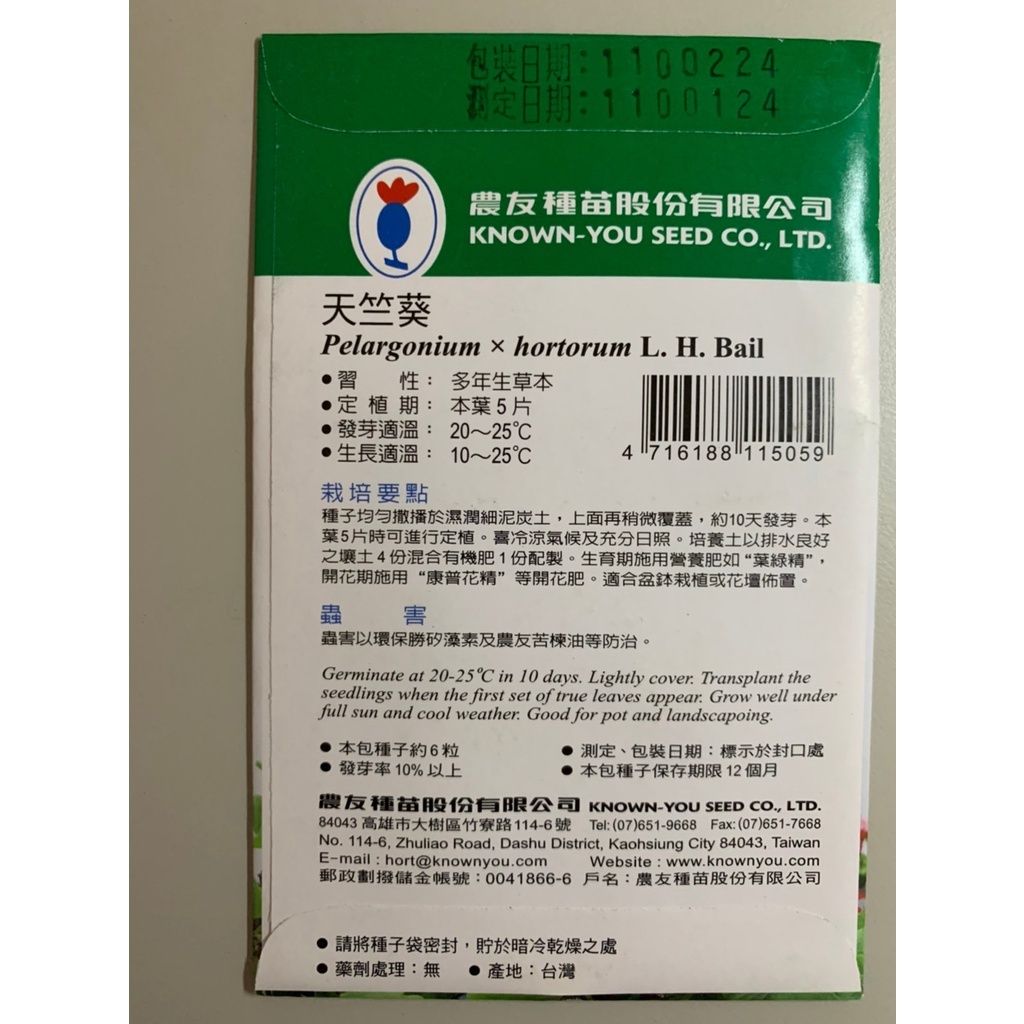 包裝日期:1100224
測定日期:1100124
農友種苗股份有限公司
KNOWN-YOU SEED CO., LTD.
天竺葵
Pelargonium × hortorum L. H. Bail
●習 性：多年生草本
●定植期：本葉5片
●發芽適溫：20～25℃
●生長適溫：10～25℃
4 716188 115059
栽培要點
種子均勻撒播於濕潤細泥炭土，上面再稍微覆蓋，約10天發芽。本
葉5片時可進行定植。喜冷涼氣候及充分日照。培養土以排水良好
之壤土4份混合有機肥1份配製。生育期施用營養肥如“葉綠精”，
開花期施用“康普花精”等開花肥。適合盆鉢栽植或花壇佈置。
蟲 害
蟲害以環保勝矽藻素及農友苦楝油等防治。
Germinate at 20-25℃ in 10 days. Lightly cover. Transplant the
seedlings when the first set of true leaves appear. Grow well under
full sun and cool weather. Good for pot and landscapoing.
●本包種子約6粒 ●測定、包裝日期：標示於封口處
●發芽率10%以上 ●本包種子保存期限12個月
農友種苗股份有限公司 KNOWN-YOU SEED CO., LTD.
84043 高雄市大樹區竹寮路114-6號 Tel: (07)651-9668 Fax: (07)651-7668
No. 114-6, Zhuliao Road, Dashu District, Kaohsiung City 84043, Taiwan
E-mail : hort@knownyou.com Website : www.knownyou.com
郵政劃撥儲金帳號：0041866-6 戶名：農友種苗股份有限公司
●請將種子袋密封，貯於暗冷乾燥之處
●藥劑處理：無 ●產地：台灣